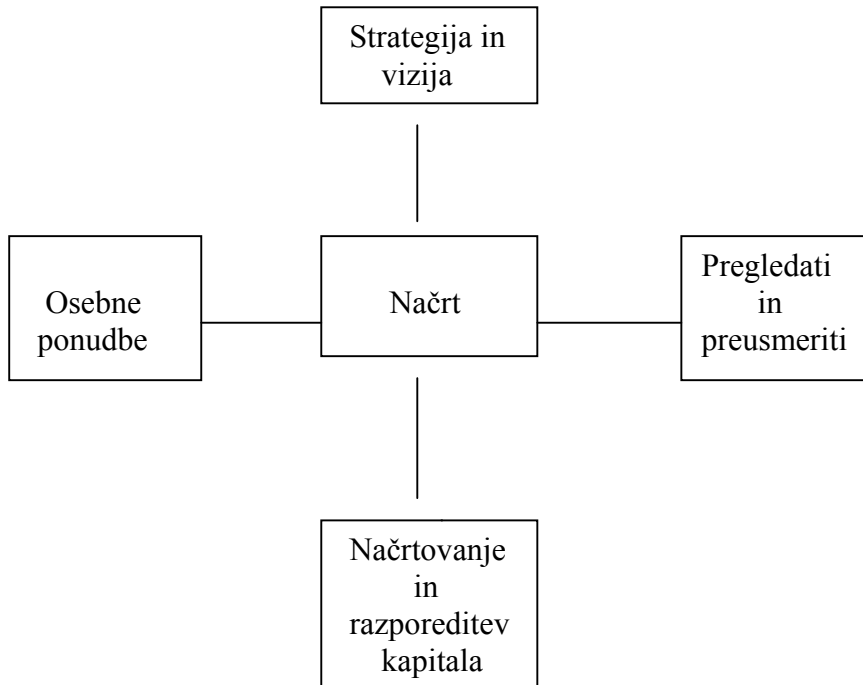 Strategija in
vizija
Osebne
ponudbe
Načrt
Pregledati
in
preusmeriti
Načrtovanje
in
razporeditev
kapitala